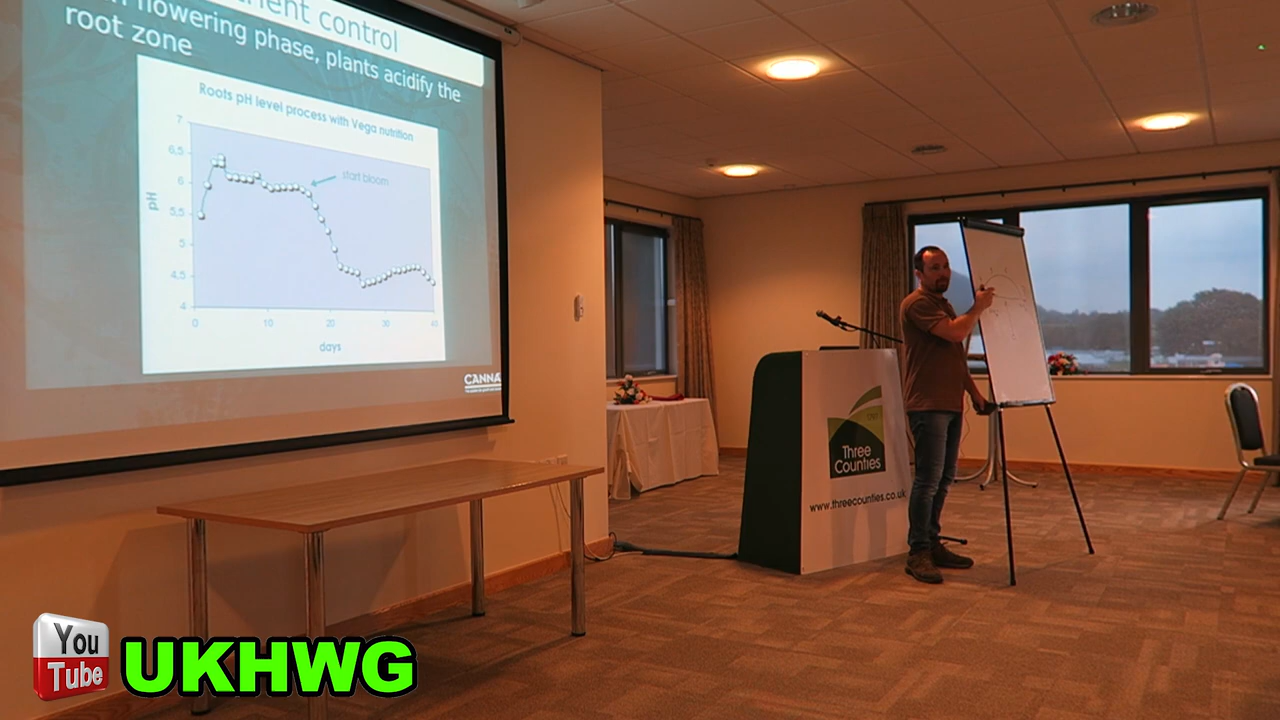 control
flowering phase, plants acidify the
root zone
Roots pH level process with Vega nutrition
7
6,5
6
5,5
5
4,5
4
pH
start bloom
0
10
20
30
40
days
CANNA
Three
Counties
www.threecounties.co.uk
You
Tube
UKHWG